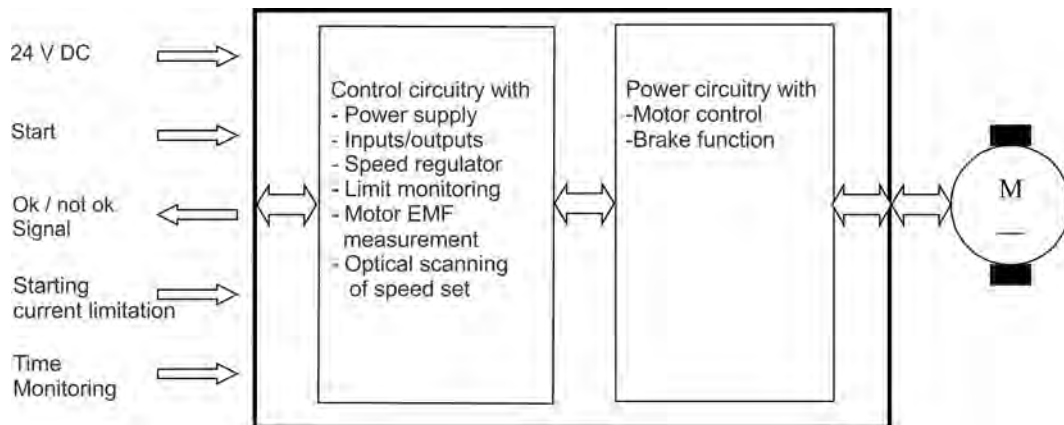 24 V DC
Start
Ok / not ok
Signal
Starting
current limitation
Time
Monitoring
Control circuitry with
- Power supply
- Inputs/outputs
- Speed regulator
- Limit monitoring
- Motor EMF
measurement
- Optical scanning
of speed set
Power circuitry with
-Motor control
-Brake function
M